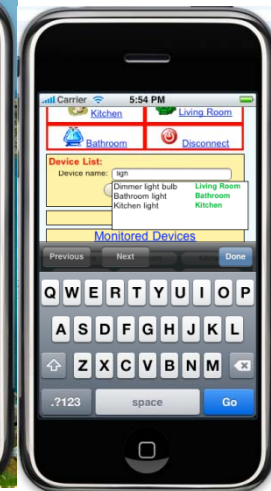 Carrier 5:54 PM
Kitchen Living Room
Bathroom Disconnect
Device List:
Device name: ligh
Dimmer light bulb Living Room
Bathroom light Bathroom
Kitchen light Kitchen
Monitored Devices
Previous Next Done
Q W E R T Y U I O P
A S D F G H J K L
Z X C V B N M
.?123 space Go